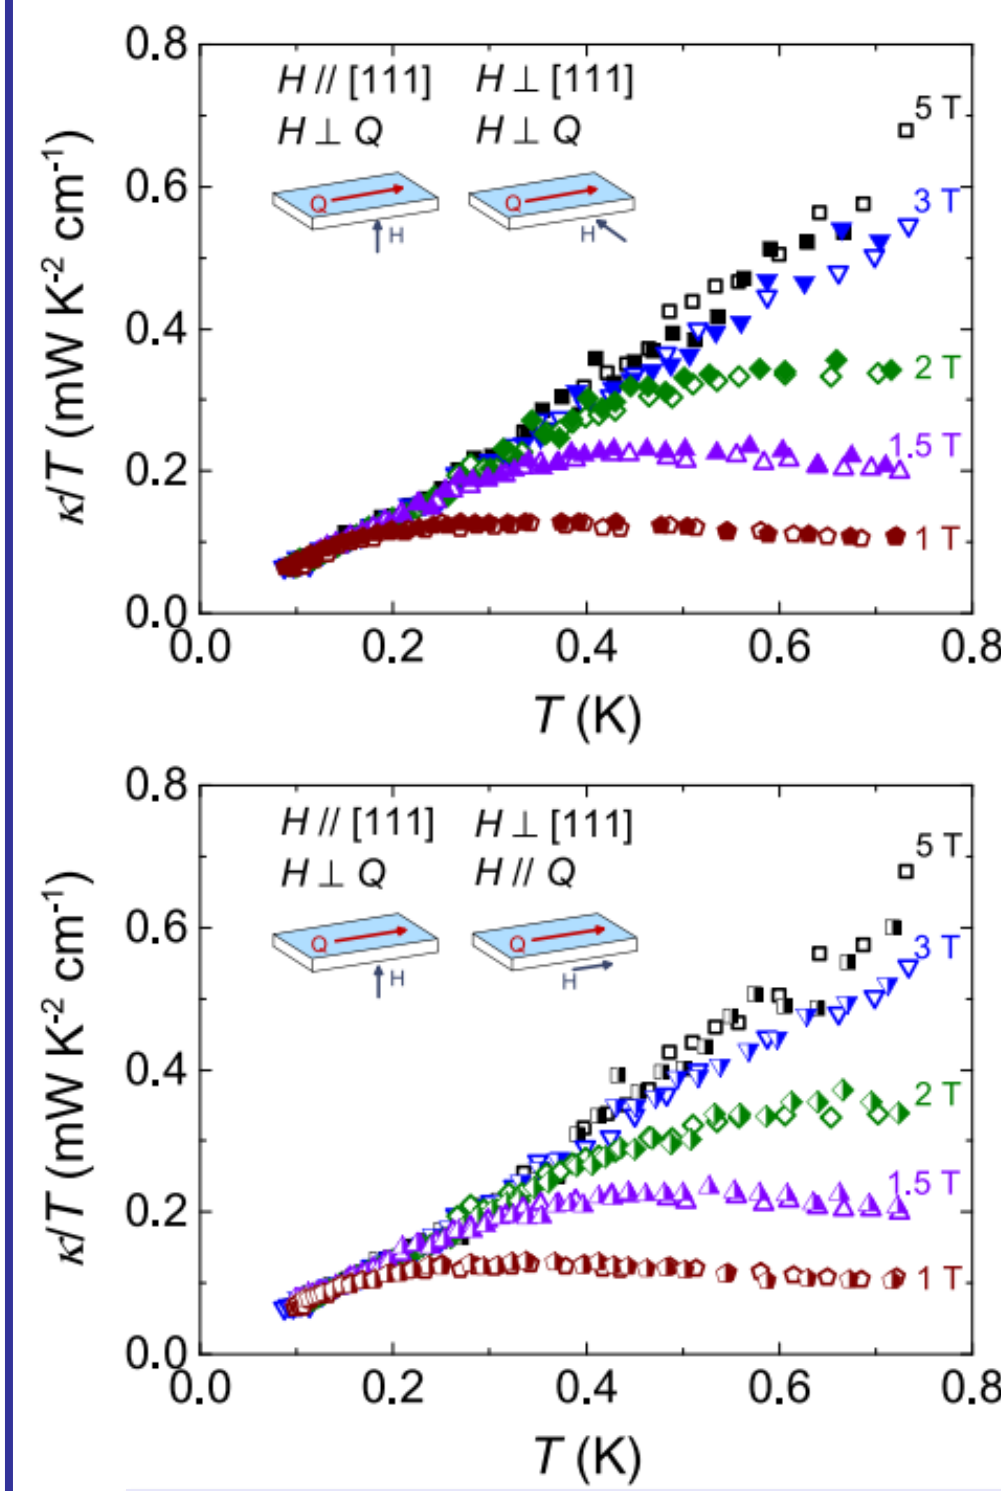 0.8
H // [111] H ⊥ [111]
H ⊥ Q H ⊥ Q
5 T
Q H Q H
0.6
3 T
κ/T (mW K⁻² cm⁻¹)
0.4
2 T
1.5 T
0.2
1 T
0.0
0.0 0.2 0.4 0.6 0.8
T (K)
0.8
H // [111] H ⊥ [111]
H ⊥ Q H // Q
5 T
Q H Q H
0.6
3 T
κ/T (mW K⁻² cm⁻¹)
0.4
2 T
1.5 T
0.2
1 T
0.0
0.0 0.2 0.4 0.6 0.8
T (K)